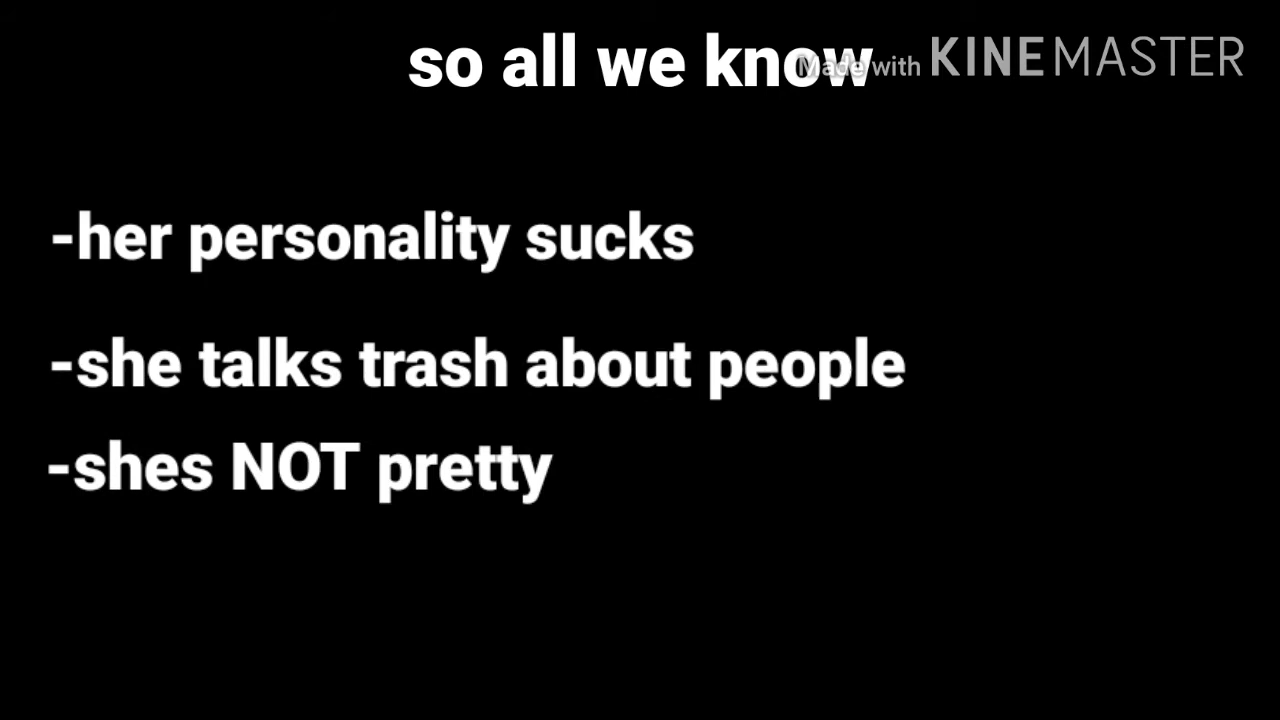 so all we know
Made with KINEMASTER
-her personality sucks
-she talks trash about people
-shes NOT pretty